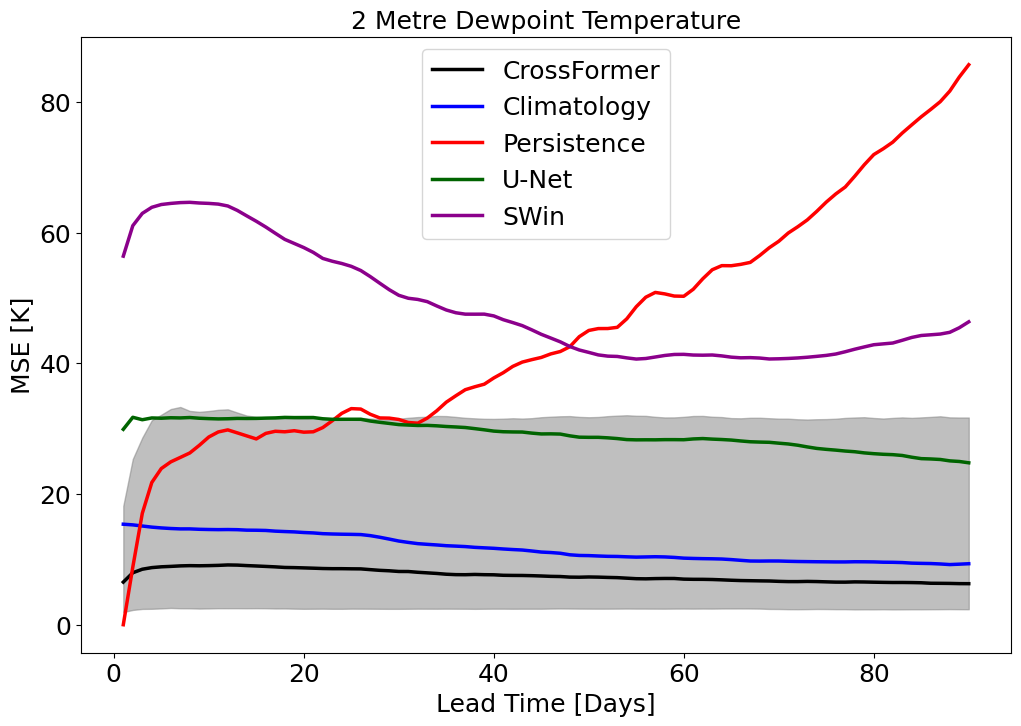 2 Metre Dewpoint Temperature
CrossFormer
Climatology
Persistence
U-Net
SWin
MSE [K]
80
60
40
20
0
0 20 40 60 80
Lead Time [Days]